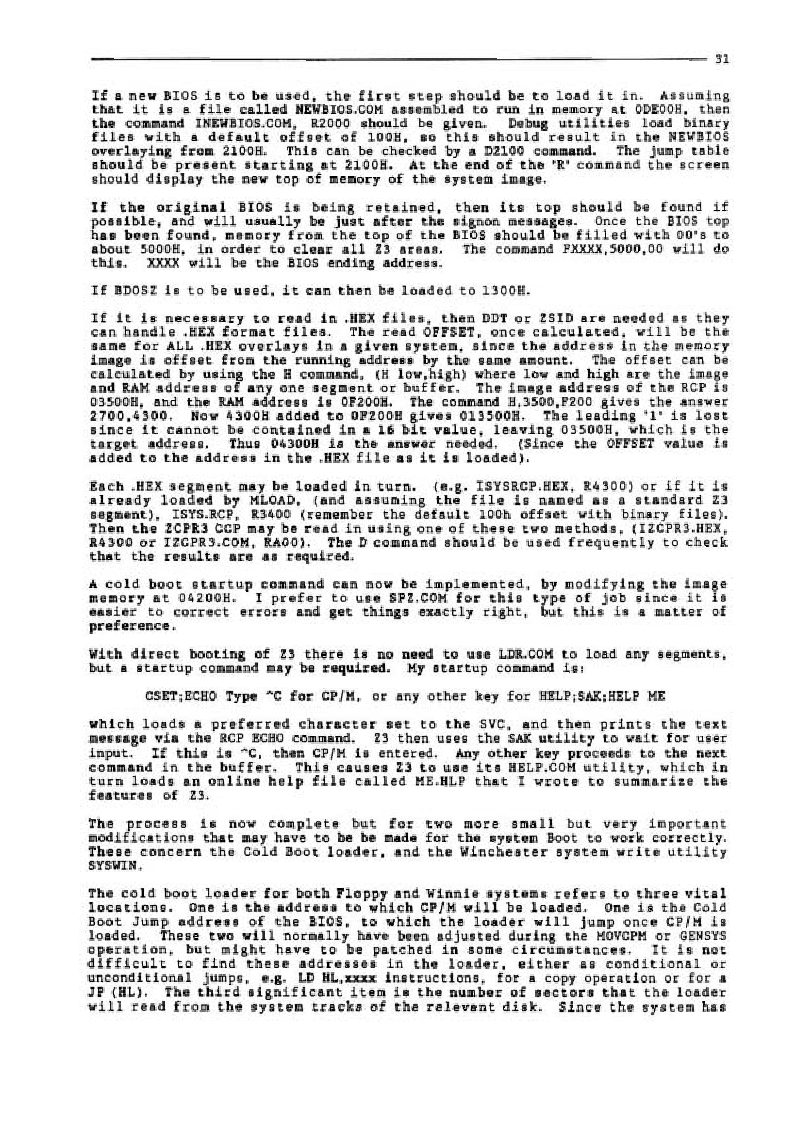 31
If a new BIOS is to be used, the first step should be to load it in. Assuming
that it is a file called NEWBIOS.COM assembled to run in memory at 0DE00H, then
the command INEWBIOS.COM, R2000 should be given. Debug utilities load binary
files with a default offset of 100H, so this should result in the NEWBIOS
overlaying from 2100H. This can be checked by a D2100 command. The jump table
should be present starting at 2100H. At the end of the 'R' command the screen
should display the new top of memory of the system image.
If the original BIOS is being retained, then its top should be found if
possible, and will usually be just after the signon messages. Once the BIOS top
has been found, memory from the top of the BIOS should be filled with 00's to
about 5000H, in order to clear all Z3 areas. The command FXXXX,5000,00 will do
this. XXXX will be the BIOS ending address.
If BDOSZ is to be used, it can then be loaded to 1300H.
If it is necessary to read in .HEX files, then DDT or ZSID are needed as they
can handle .HEX format files. The read OFFSET, once calculated, will be the
same for ALL .HEX overlays in a given system, since the address in the memory
image is offset from the running address by the same amount. The offset can be
calculated by using the H command, (H low,high) where low and high are the image
and RAM address of any one segment or buffer. The image address of the RCP is
03500H, and the RAM address is 0F200H. The command H,3500,F200 gives the answer
2700,4300. Now 4300H added to 0F200H gives 013500H. The leading '1' is lost
since it cannot be contained in a 16 bit value, leaving 03500H, which is the
target address. Thus 04300H is the answer needed. (Since the OFFSET value is
added to the address in the .HEX file as it is loaded).
Each .HEX segment may be loaded in turn. (e.g. ISYSRCP.HEX, R4300) or if it is
already loaded by MLOAD, (and assuming the file is named as a standard Z3
segment), ISYS.RCP, R3400 (remember the default 100h offset with binary files).
Then the ZCPR3 CCP may be read in using one of these two methods, (IZCPR3.HEX,
R4300 or IZCPR3.COM, RA00). The D command should be used frequently to check
that the results are as required.
A cold boot startup command can now be implemented, by modifying the image
memory at 04200H. I prefer to use SPZ.COM for this type of job since it is
easier to correct errors and get things exactly right, but this is a matter of
preference.
With direct booting of Z3 there is no need to use LDR.COM to load any segments,
but a startup command may be required. My startup command is:
CSET;ECHO Type ^C for CP/M, or any other key for HELP;SAK;HELP ME
which loads a preferred character set to the SVC, and then prints the text
message via the RCP ECHO command. Z3 then uses the SAK utility to wait for user
input. If this is ^C, then CP/M is entered. Any other key proceeds to the next
command in the buffer. This causes Z3 to use its HELP.COM utility, which in
turn loads an online help file called ME.HLP that I wrote to summarize the
features of Z3.
The process is now complete but for two more small but very important
modifications that may have to be be made for the system Boot to work correctly.
These concern the Cold Boot loader, and the Winchester system write utility
SYSWIN.
The cold boot loader for both Floppy and Winnie systems refers to three vital
locations. One is the address to which CP/M will be loaded. One is the Cold
Boot Jump address of the BIOS, to which the loader will jump once CP/M is
loaded. These two will normally have been adjusted during the MOVCPM or GENSYS
operation, but might have to be patched in some circumstances. It is not
difficult to find these addresses in the loader, either as conditional or
unconditional jumps, e.g. LD HL,xxxx instructions, for a copy operation or for a
JP (HL). The third significant item is the number of sectors that the loader
will read from the system tracks of the relevant disk. Since the system has